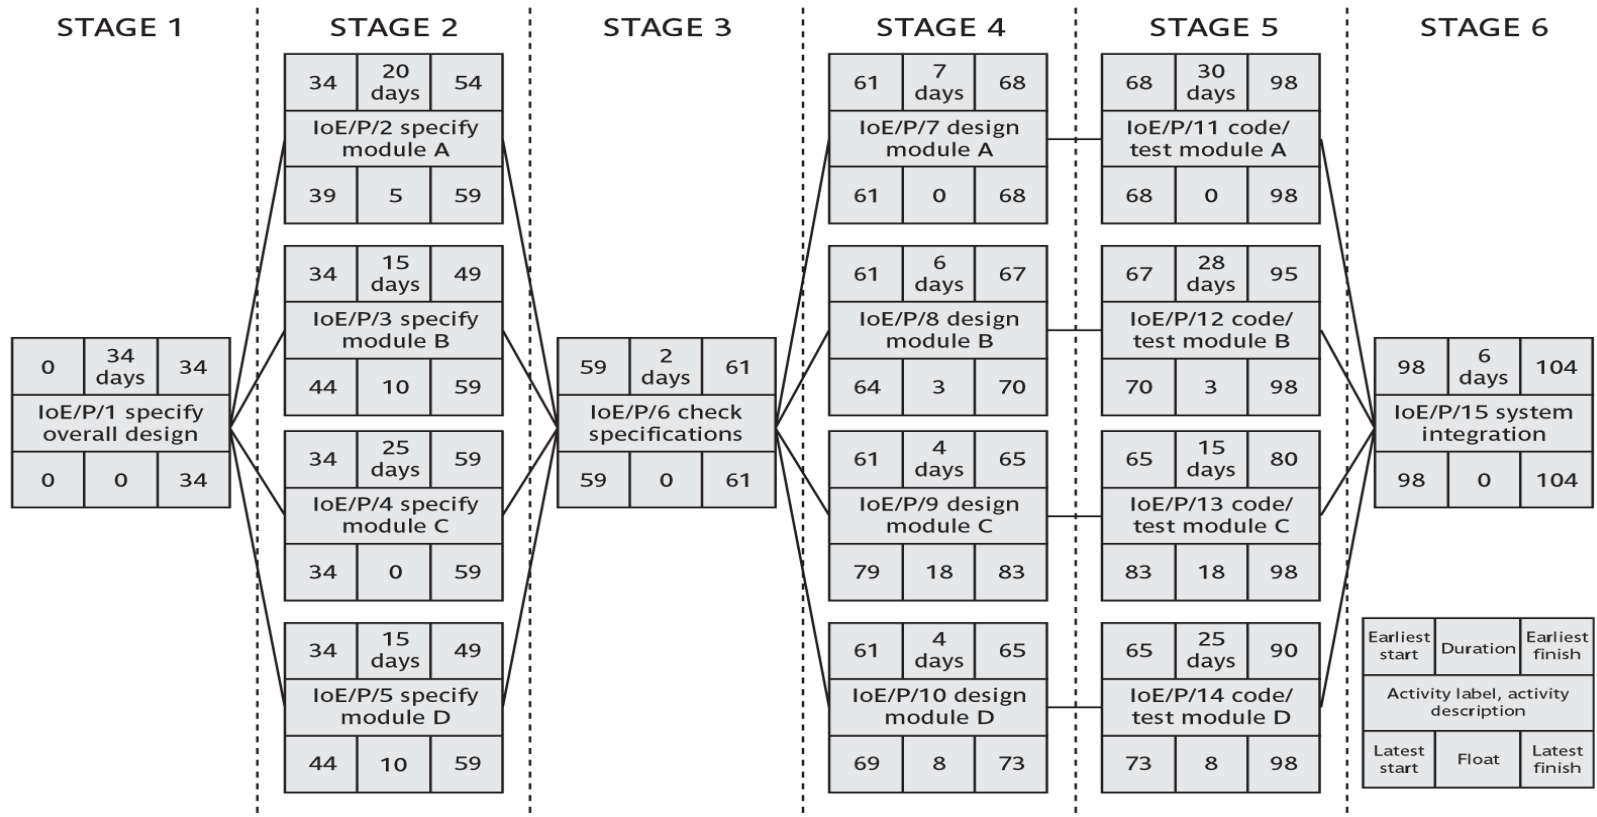 STAGE 1
STAGE 2
STAGE 3
STAGE 4
STAGE 5
STAGE 6
0
34
days
34
IoE/P/1 specify
overall design
0
0
34
34
20
days
54
IoE/P/2 specify
module A
39
5
59
34
15
days
49
IoE/P/3 specify
module B
44
10
59
34
25
days
59
IoE/P/4 specify
module C
34
0
59
34
15
days
49
IoE/P/5 specify
module D
44
10
59
59
2
days
61
IoE/P/6 check
specifications
59
0
61
61
7
days
68
IoE/P/7 design
module A
61
0
68
61
6
days
67
IoE/P/8 design
module B
64
3
70
61
4
days
65
IoE/P/9 design
module C
79
18
83
61
4
days
65
IoE/P/10 design
module D
69
8
73
68
30
days
98
IoE/P/11 code/
test module A
68
0
98
67
28
days
95
IoE/P/12 code/
test module B
70
3
98
65
15
days
80
IoE/P/13 code/
test module C
83
18
98
65
25
days
90
IoE/P/14 code/
test module D
73
8
98
98
6
days
104
IoE/P/15 system
integration
98
0
104
Earliest
start
Duration
Earliest
finish
Activity label, activity
description
Latest
start
Float
Latest
finish